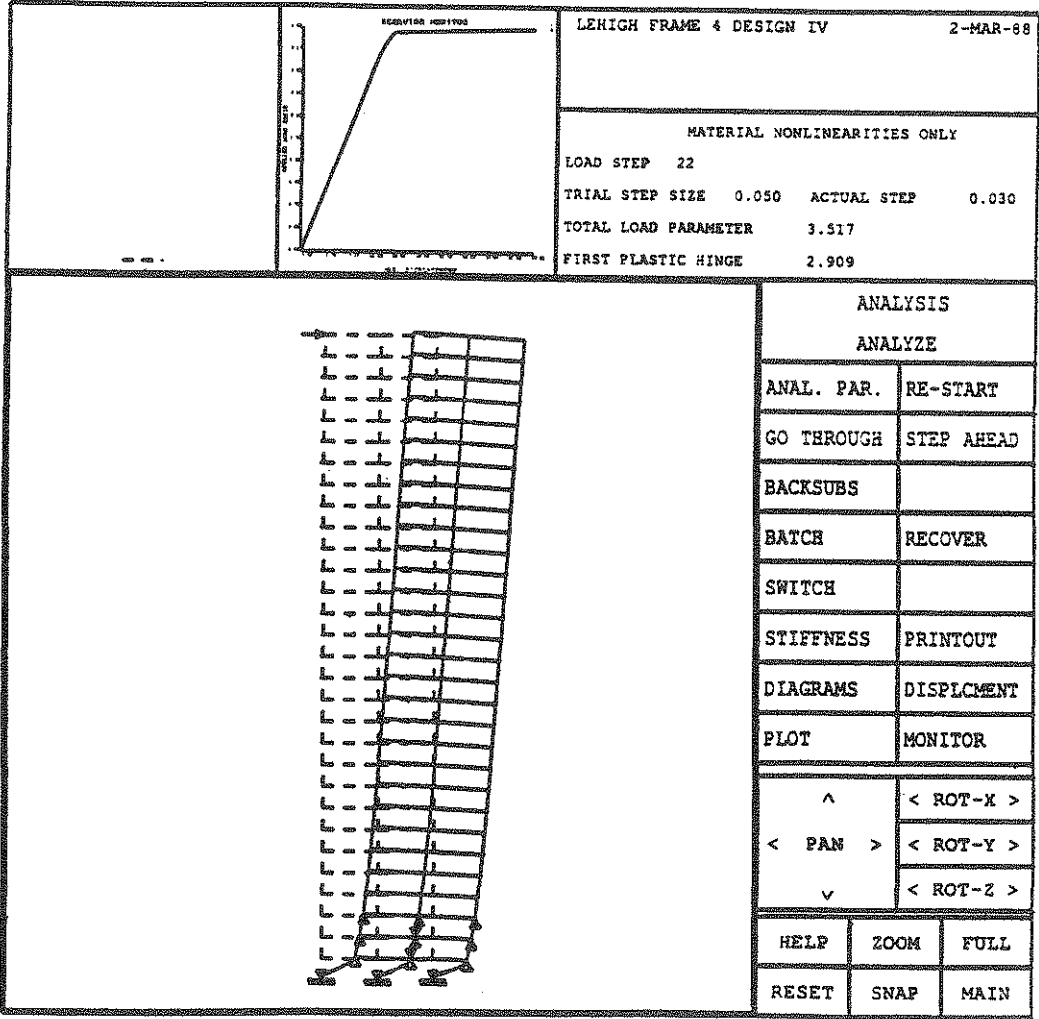 BEHAVIOR MONITOR
LEHIGH FRAME 4 DESIGN IV 2-MAR-88
MATERIAL NONLINEARITIES ONLY
LOAD STEP 22
TRIAL STEP SIZE 0.050 ACTUAL STEP 0.030
TOTAL LOAD PARAMETER 3.517
FIRST PLASTIC HINGE 2.909
ANALYSIS
ANALYZE
ANAL. PAR. RE-START
GO THROUGH STEP AHEAD
BACKSUBS
BATCH RECOVER
SWITCH
STIFFNESS PRINTOUT
DIAGRAMS DISPLCMENT
PLOT MONITOR
^ < ROT-X >
< PAN > < ROT-Y >
v < ROT-Z >
HELP ZOOM FULL
RESET SNAP MAIN